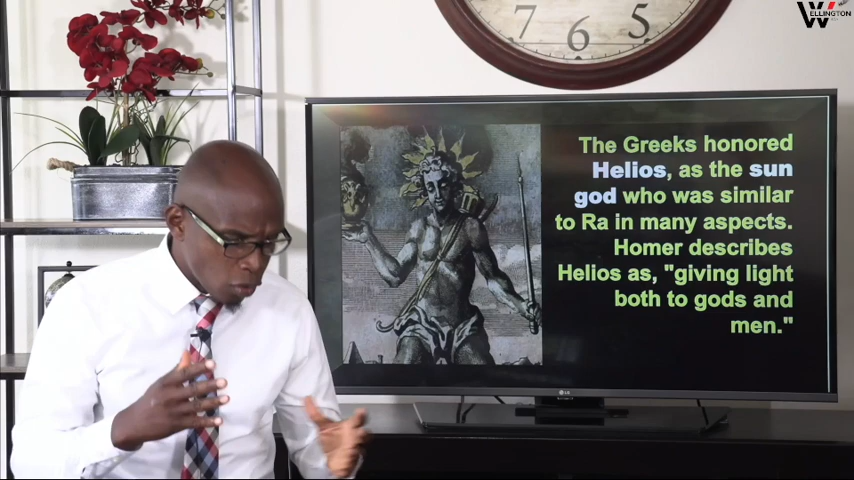 WELLINGTON
7 6 5
The Greeks honored
Helios, as the sun
god who was similar
to Ra in many aspects.
Homer describes
Helios as, "giving light
both to gods and
men."
LG